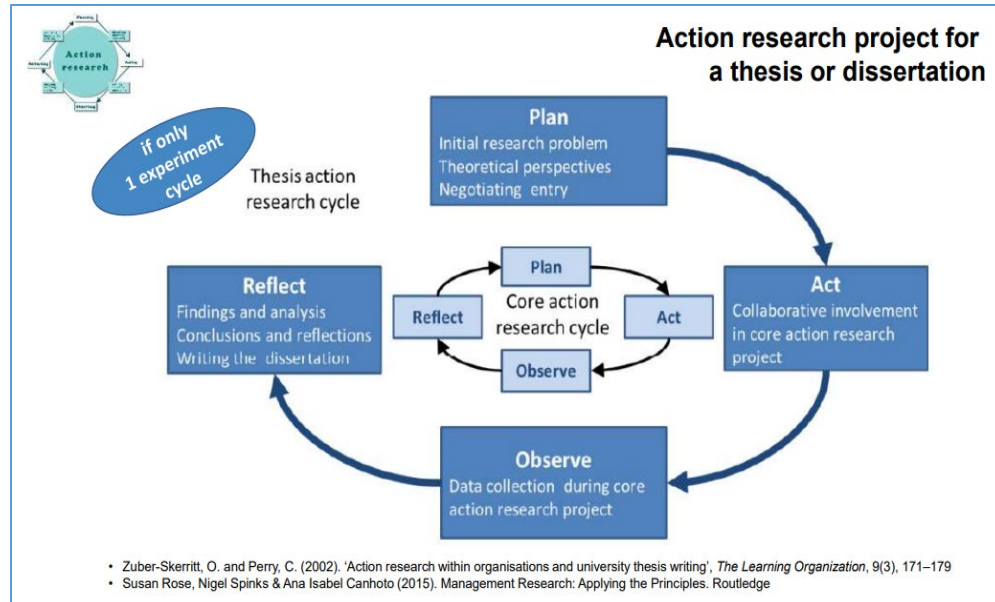 Action research project for
a thesis or dissertation
Action
research
if only
1 experiment
cycle
Thesis action
research cycle
Plan
Initial research problem
Theoretical perspectives
Negotiating entry
Act
Collaborative involvement
in core action research
project
Observe
Data collection during core
action research project
Reflect
Findings and analysis
Conclusions and reflections
Writing the dissertation
Plan
Act
Observe
Reflect
Core action
research cycle
• Zuber-Skerritt, O. and Perry, C. (2002). ‘Action research within organisations and university thesis writing’, The Learning Organization, 9(3), 171–179
• Susan Rose, Nigel Spinks & Ana Isabel Canhoto (2015). Management Research: Applying the Principles. Routledge